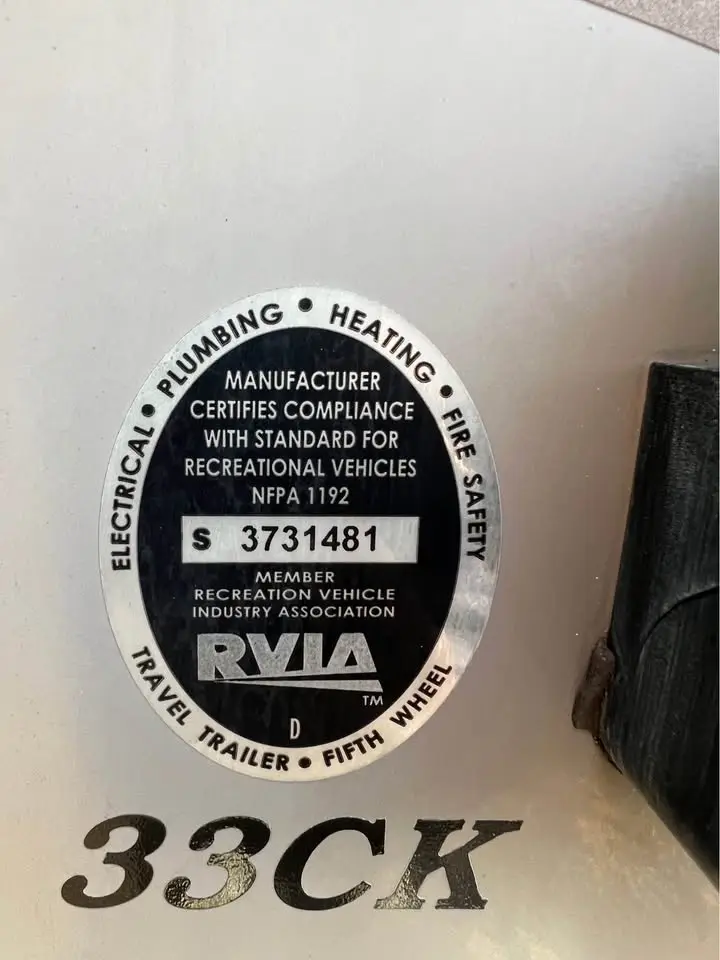 ELECTRICAL • PLUMBING • HEATING • FIRE SAFETY
MANUFACTURER
CERTIFIES COMPLIANCE
WITH STANDARD FOR
RECREATIONAL VEHICLES
NFPA 1192
S 3731481
MEMBER
RECREATION VEHICLE
INDUSTRY ASSOCIATION
RVIA
TM
D
TRAVEL TRAILER • FIFTH WHEEL
33CK